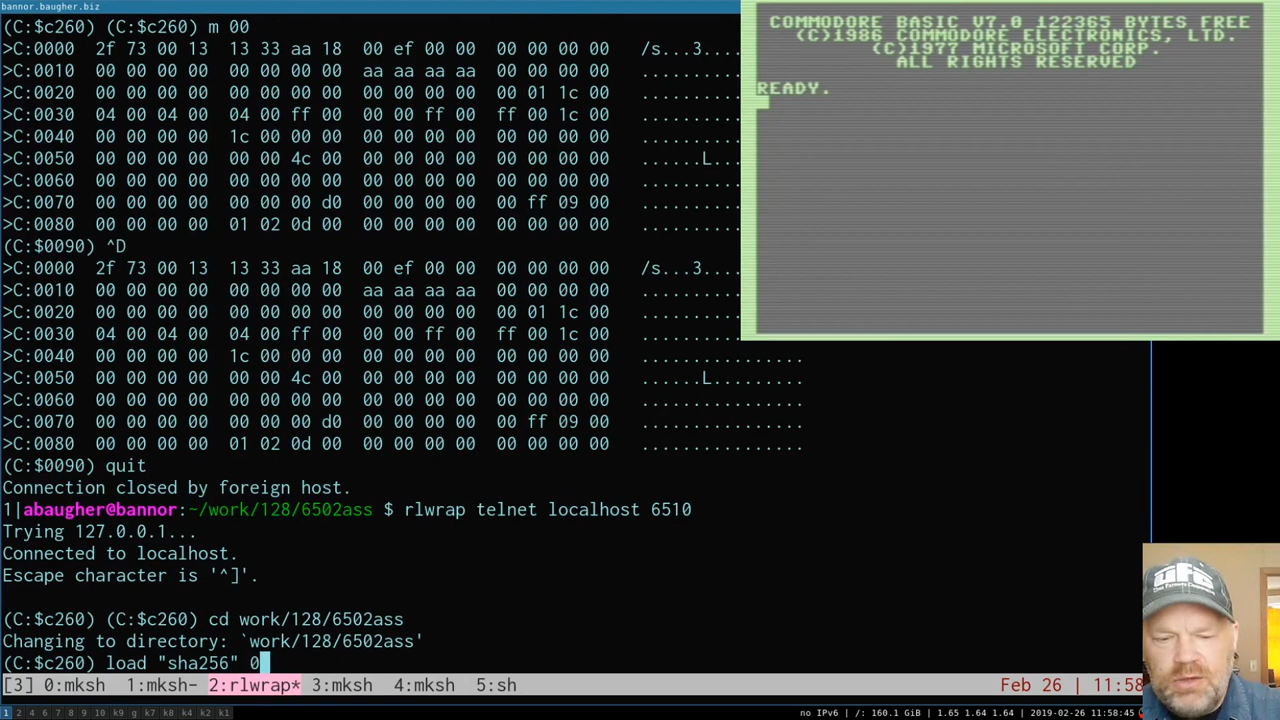 bannor.baugher.biz
(C:$c260) (C:$c260) m 00
>C:0000 2f 73 00 13 13 33 aa 18 00 ef 00 00 00 00 00 00 /s...3....
>C:0010 00 00 00 00 00 00 00 00 aa aa aa aa 00 00 00 00 ..........
>C:0020 00 00 00 00 00 00 00 00 00 00 00 00 00 00 01 1c ..........
>C:0030 04 00 04 00 04 00 ff 00 00 00 ff 00 ff 00 00 1c ..........
>C:0040 00 00 00 00 1c 00 00 00 00 00 00 00 00 00 00 00 ..........
>C:0050 00 00 00 00 00 00 4c 00 00 00 00 00 00 00 00 00 ......L...
>C:0060 00 00 00 00 00 00 00 00 00 00 00 00 00 00 00 00 ..........
>C:0070 00 00 00 00 00 00 00 d0 00 00 00 00 00 ff 09 00 ..........
>C:0080 00 00 00 00 01 02 0d 00 00 00 00 00 00 00 00 00 ..........
(C:$0090) ^D
>C:0000 2f 73 00 13 13 33 aa 18 00 ef 00 00 00 00 00 00 /s...3....
>C:0010 00 00 00 00 00 00 00 00 aa aa aa aa 00 00 00 00 ..........
>C:0020 00 00 00 00 00 00 00 00 00 00 00 00 00 00 01 1c ..........
>C:0030 04 00 04 00 04 00 ff 00 00 00 ff 00 ff 00 00 1c ..........
>C:0040 00 00 00 00 1c 00 00 00 00 00 00 00 00 00 00 00 ................
>C:0050 00 00 00 00 00 00 4c 00 00 00 00 00 00 00 00 00 ......L.........
>C:0060 00 00 00 00 00 00 00 00 00 00 00 00 00 00 00 00 ................
>C:0070 00 00 00 00 00 00 00 d0 00 00 00 00 00 ff 09 00 ................
>C:0080 00 00 00 00 01 02 0d 00 00 00 00 00 00 00 00 00 ................
(C:$0090) quit
Connection closed by foreign host.
1|abaugher@bannor:~/work/128/6502ass $ rlwrap telnet localhost 6510
Trying 127.0.0.1...
Connected to localhost.
Escape character is '^]'.
(C:$c260) (C:$c260) cd work/128/6502ass
Changing to directory: `work/128/6502ass'
(C:$c260) load "sha256" 0
[3] 0:mksh 1:mksh- 2:rlwrap* 3:mksh 4:mksh 5:sh Feb 26 | 11:58
1 2 3 4 5 6 7 8 9 10 k9 g k7 k8 k4 k2 k1 no IPv6 | /: 160.1 GiB | 1.65 1.64 1.64 | 2019-02-26 11:58:45
COMMODORE BASIC V7.0 122365 BYTES FREE
(C)1986 COMMODORE ELECTRONICS, LTD.
(C)1977 MICROSOFT CORP.
ALL RIGHTS RESERVED
READY.